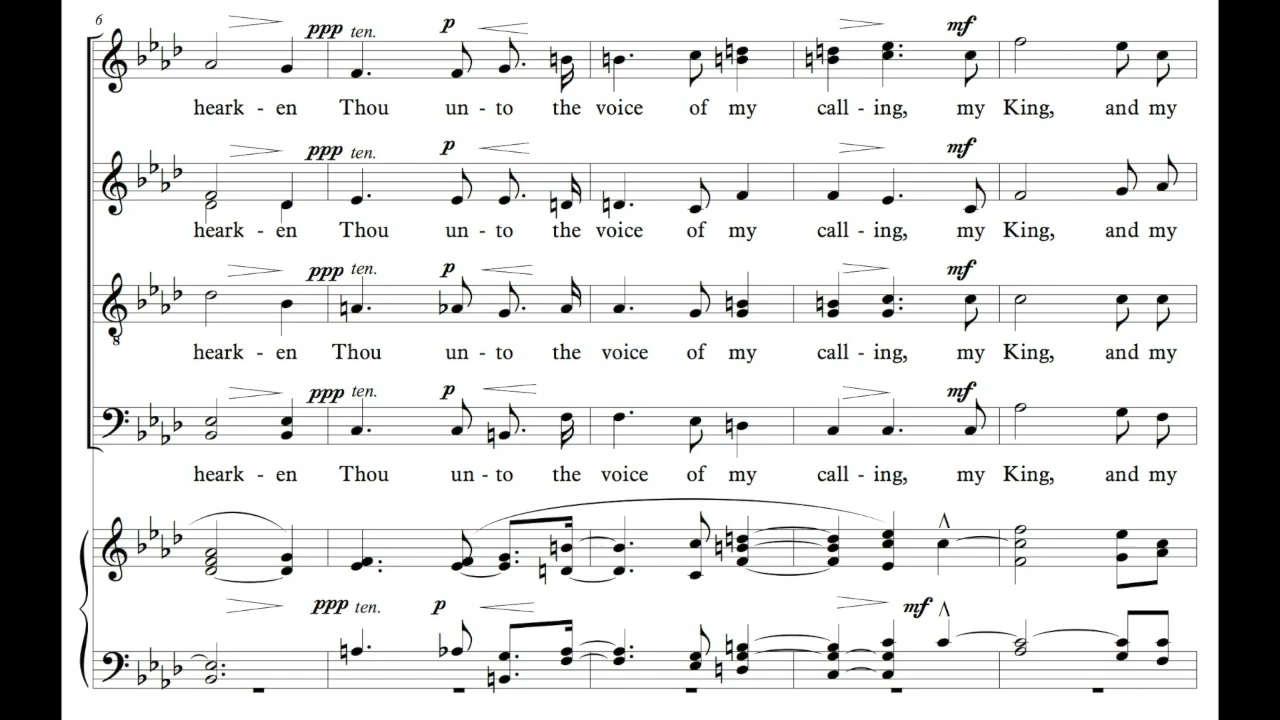 6
ppp ten. p mf
heark - en Thou un - to the voice of my call - ing, my King, and my
ppp ten. p mf
heark - en Thou un - to the voice of my call - ing, my King, and my
ppp ten. p mf
8
heark - en Thou un - to the voice of my call - ing, my King, and my
ppp ten. p mf
heark - en Thou un - to the voice of my call - ing, my King, and my
ppp ten. p mf